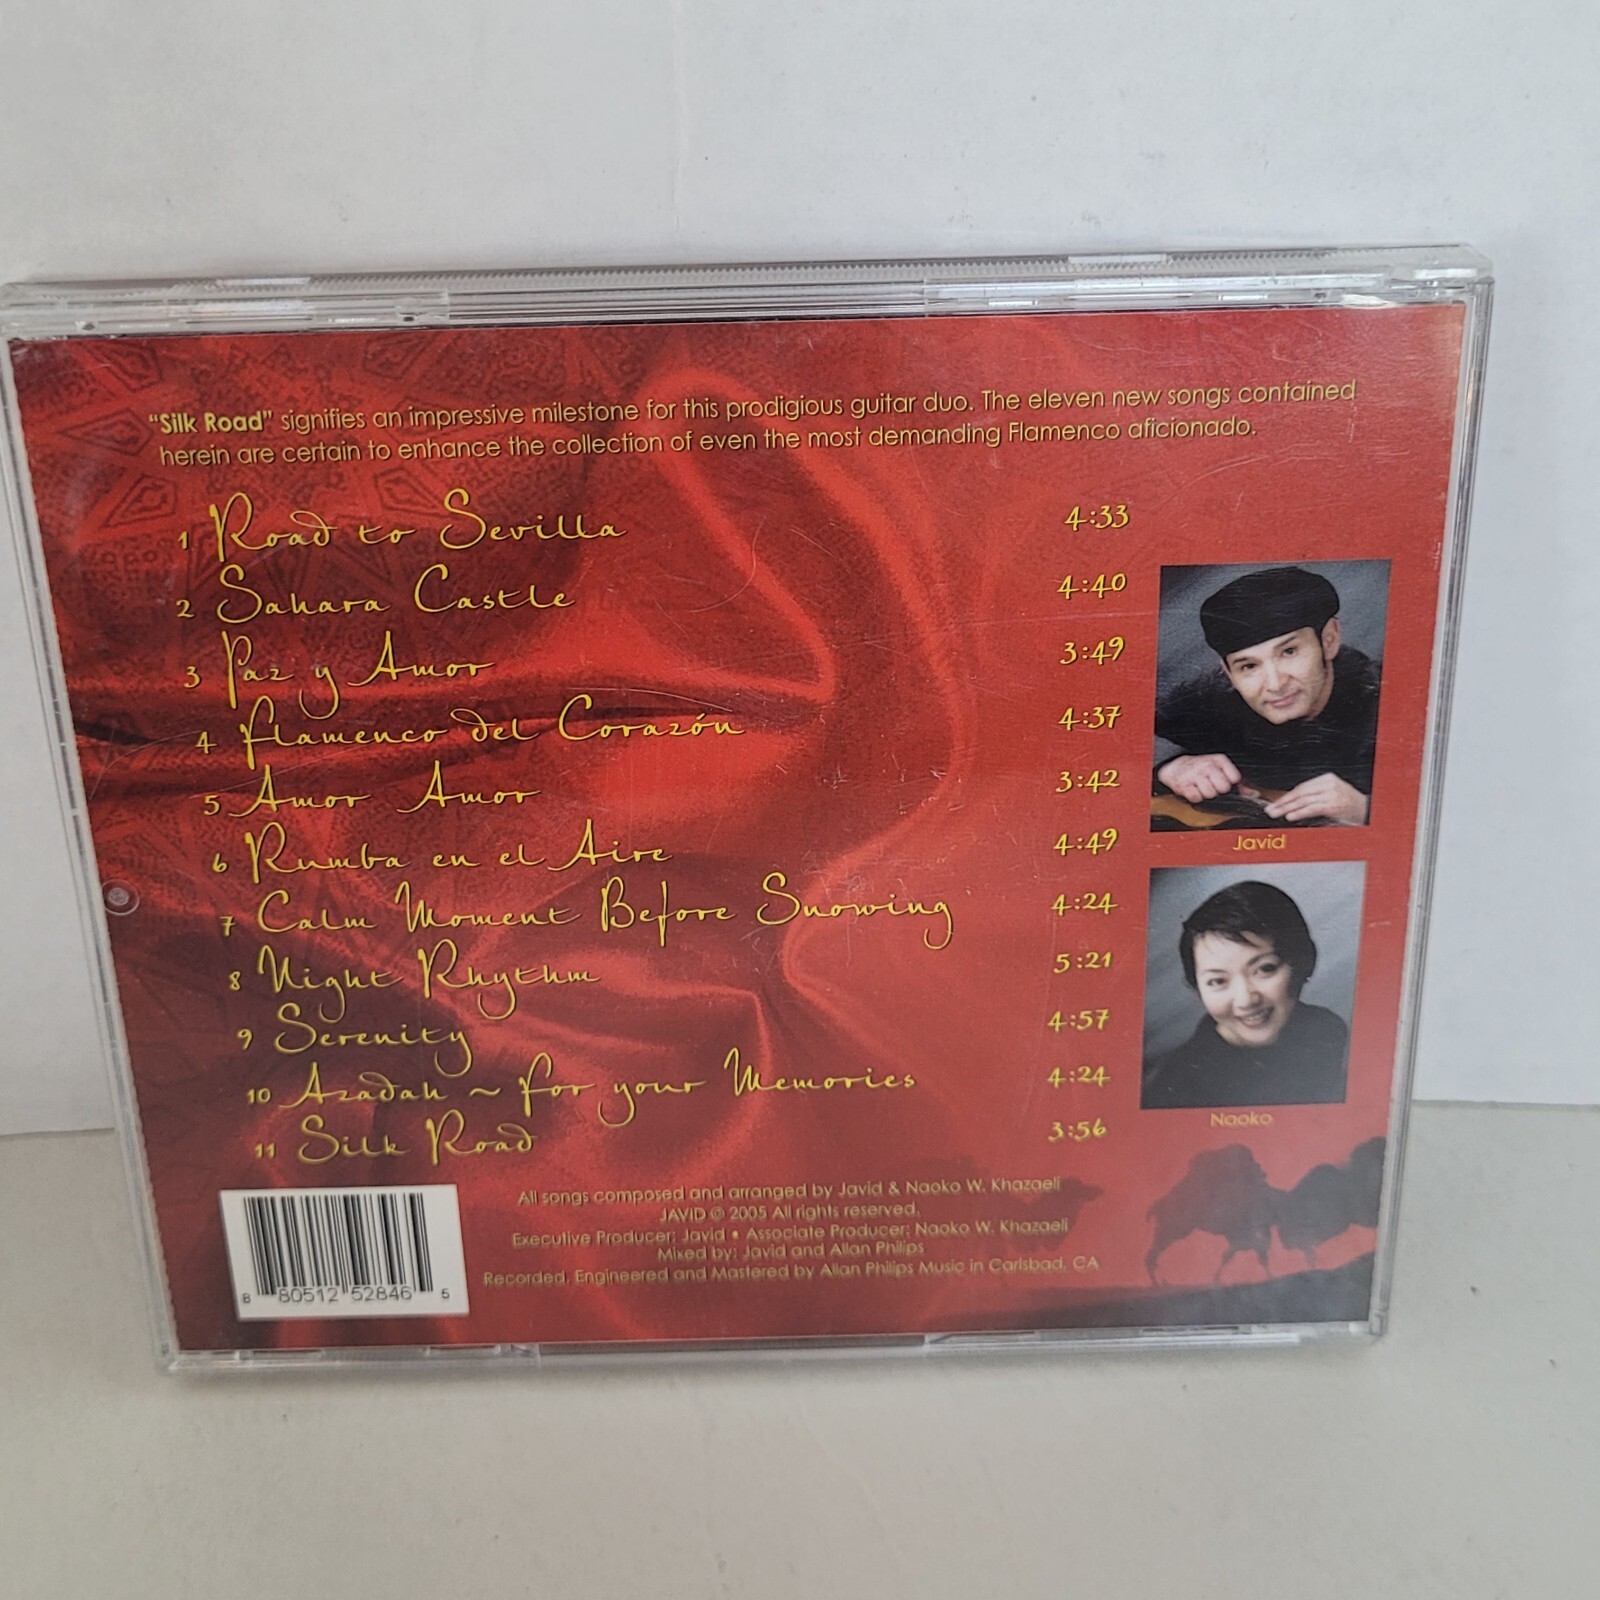 “Silk Road” signifies an impressive milestone for this prodigious guitar duo. The eleven new songs contained
herein are certain to enhance the collection of even the most demanding Flamenco aficionado.
1 Road to Sevilla 4:33
2 Sahara Castle 4:40
3 Paz y Amor 3:49
4 Flamenco del Corazón 4:37
5 Amor Amor 3:42
6 Rumba en el Aire 4:49
7 Calm Moment Before Snowing 4:24
8 Night Rhythm 5:21
9 Serenity 4:57
10 Azadah ~ for your Memories 4:24
11 Silk Road 3:56
Javid
Naoko
All songs composed and arranged by Javid & Naoko W. Khazaeli
JAVID © 2005 All rights reserved.
Executive Producer: Javid • Associate Producer: Naoko W. Khazaeli
Mixed by: Javid and Allan Philips
Recorded, Engineered and Mastered by Allan Philips Music in Carlsbad, CA
8 80512 52846 5